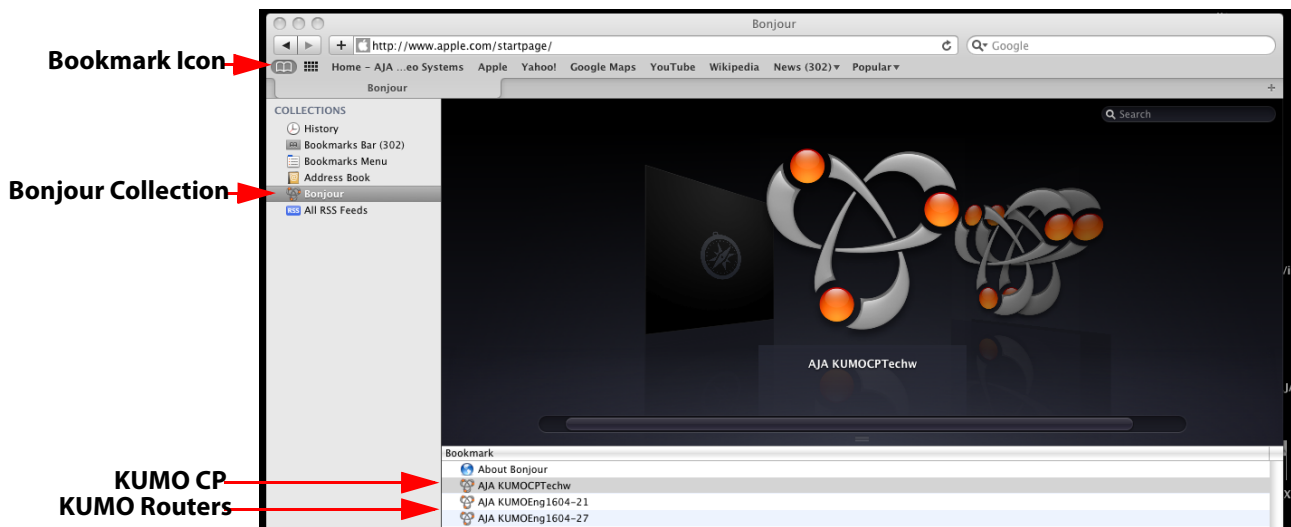 Bonjour
http://www.apple.com/startpage/
Google
Bookmark Icon
Home – AJA ...eo Systems Apple Yahoo! Google Maps YouTube Wikipedia News (302) Popular
Bonjour
COLLECTIONS
Search
History
Bookmarks Bar (302)
Bookmarks Menu
Address Book
Bonjour Collection
Bonjour
RSS All RSS Feeds
AJA KUMOCPTechw
Bookmark
About Bonjour
KUMO CP
AJA KUMOCPTechw
KUMO Routers
AJA KUMOEng1604-21
AJA KUMOEng1604-27